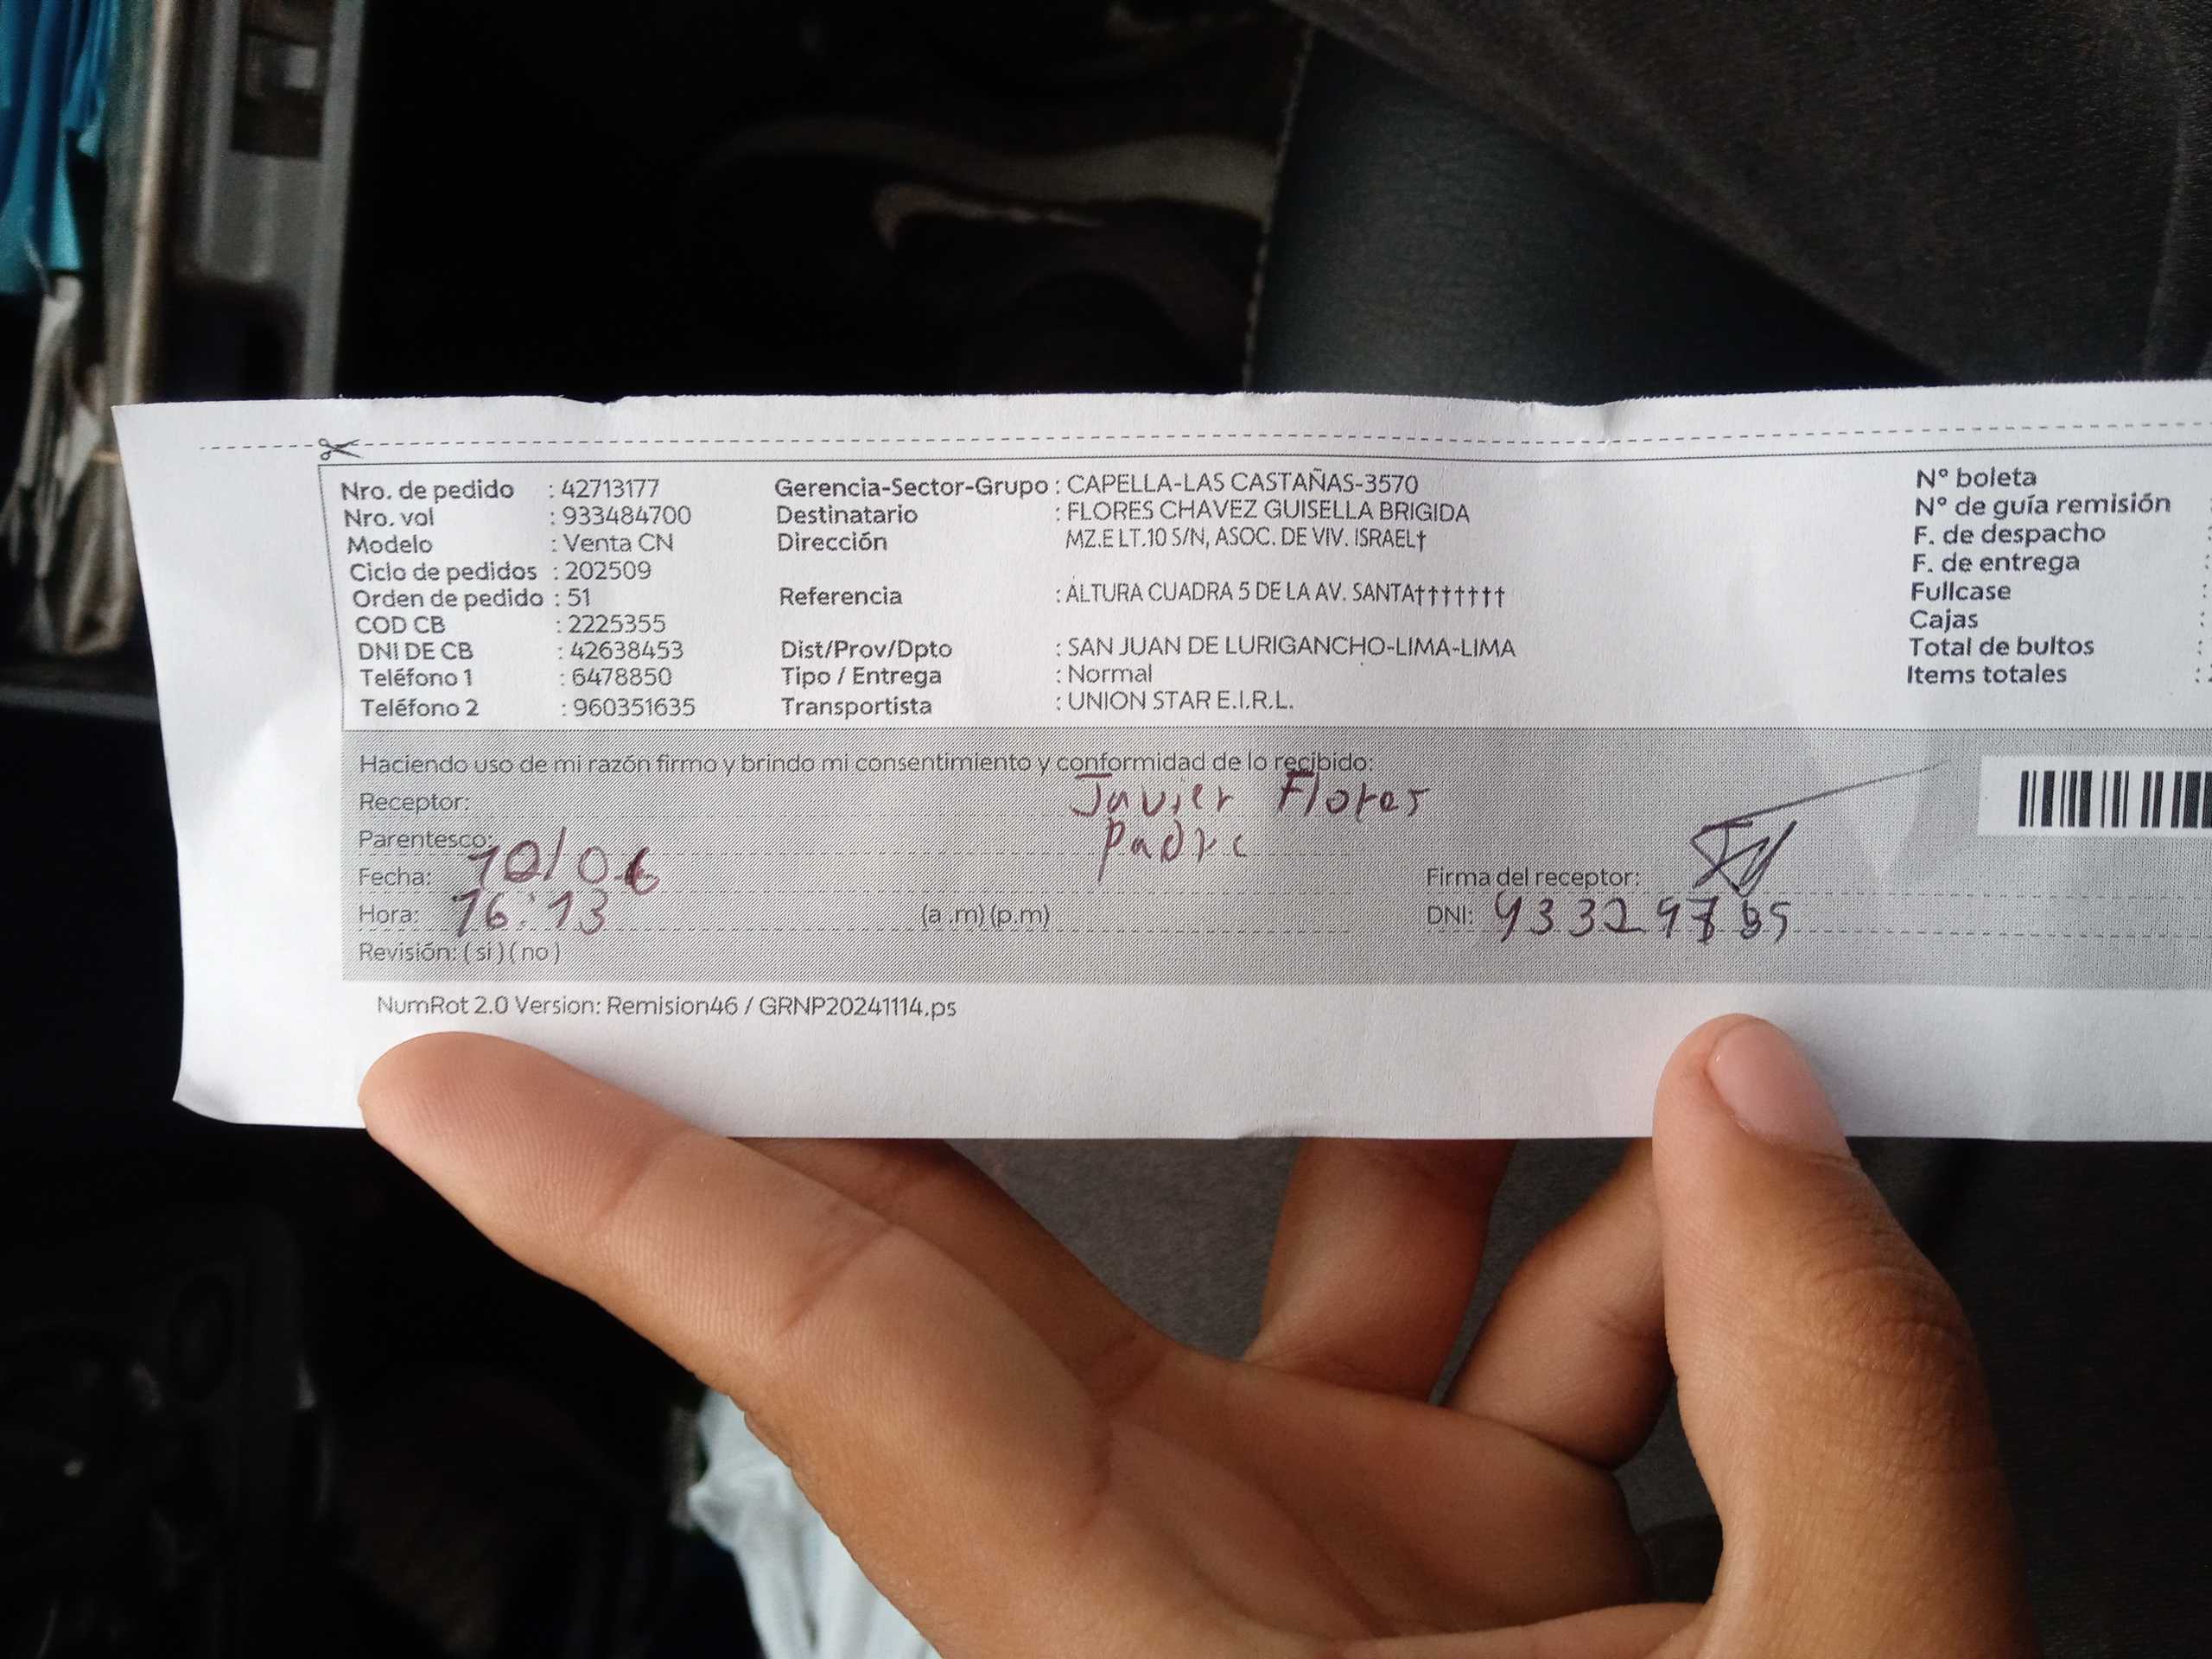 Nro. de pedido : 42713177
Nro. vol : 933484700
Modelo : Venta CN
Ciclo de pedidos : 202509
Orden de pedido : 51
COD CB : 2225355
DNI DE CB : 42638453
Teléfono 1 : 6478850
Teléfono 2 : 960351635
Gerencia-Sector-Grupo : CAPELLA-LAS CASTAÑAS-3570
Destinatario : FLORES CHAVEZ GUISELLA BRIGIDA
Dirección MZ.E LT.10 S/N, ASOC. DE VIV. ISRAEL†
Referencia : ALTURA CUADRA 5 DE LA AV. SANTA†††††††
Dist/Prov/Dpto : SAN JUAN DE LURIGANCHO-LIMA-LIMA
Tipo / Entrega : Normal
Transportista : UNION STAR E.I.R.L.
N° boleta
N° de guía remisión
F. de despacho :
F. de entrega :
Fullcase :
Cajas :
Total de bultos :
Items totales :
Haciendo uso de mi razón firmo y brindo mi consentimiento y conformidad de lo recibido:
Receptor: Javier Flores
Parentesco: Padre
Fecha: 10/06
Firma del receptor:
Hora: 16:13 (a .m) (p.m)
DNI:
Revisión: ( si ) ( no )
NumRot 2.0 Version: Remision46 / GRNP20241114.ps